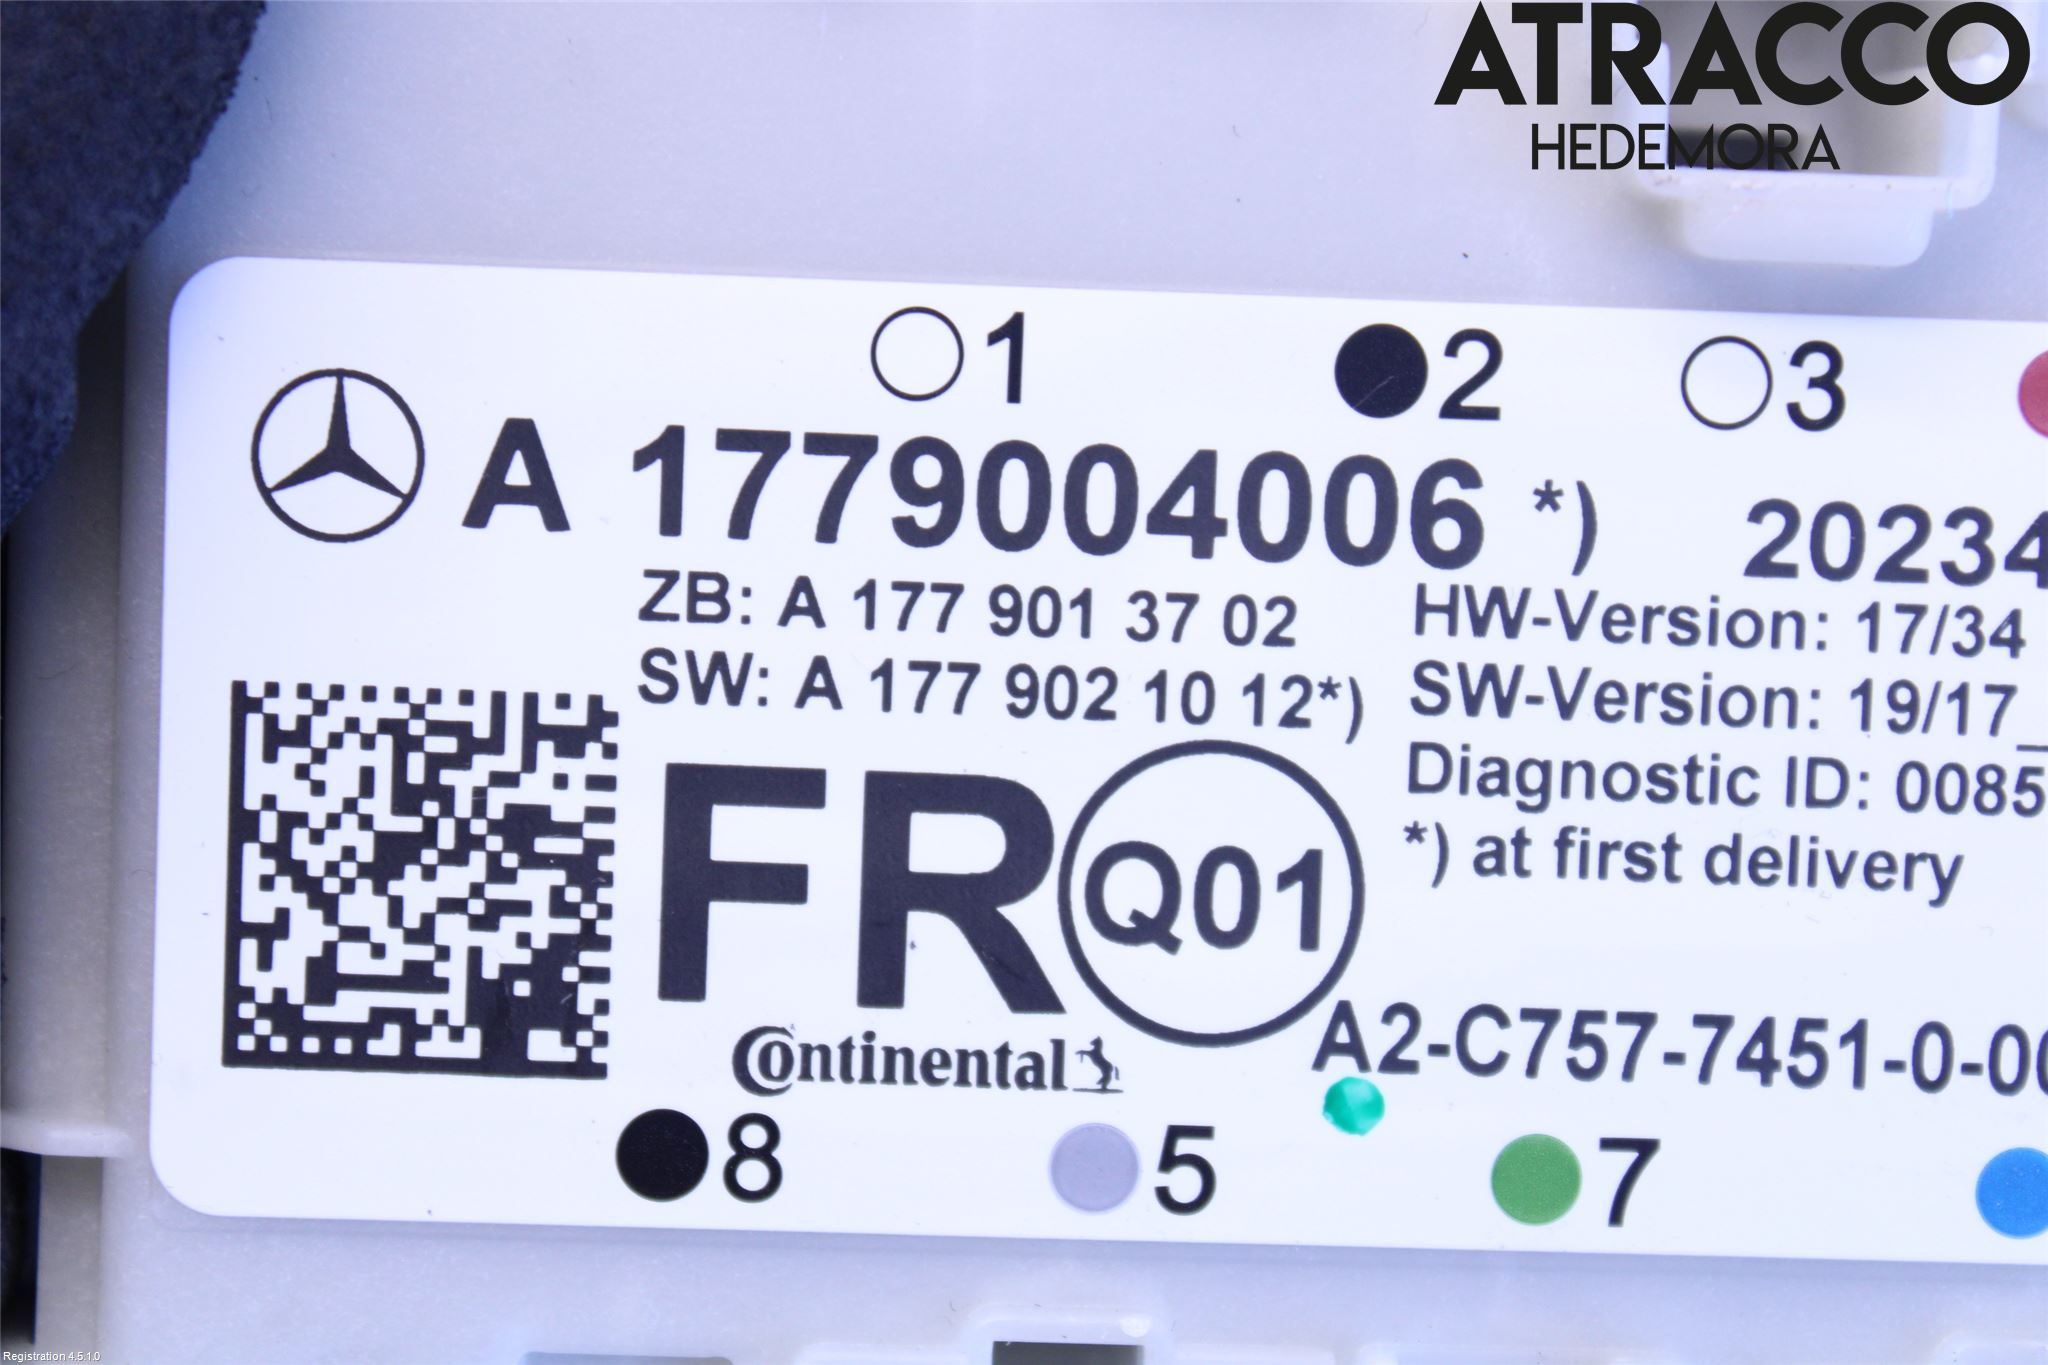 ATRACCO
HEDEMORA
1 2 3
A 1779004006 *) 20234
ZB: A 177 901 37 02
HW-Version: 17/34
SW: A 177 902 10 12*)
SW-Version: 19/17_
Diagnostic ID: 0085
*) at first delivery
FR Q01
A2-C757-7451-0-00
Continental
8 5 7
Registration 4.5.1.0